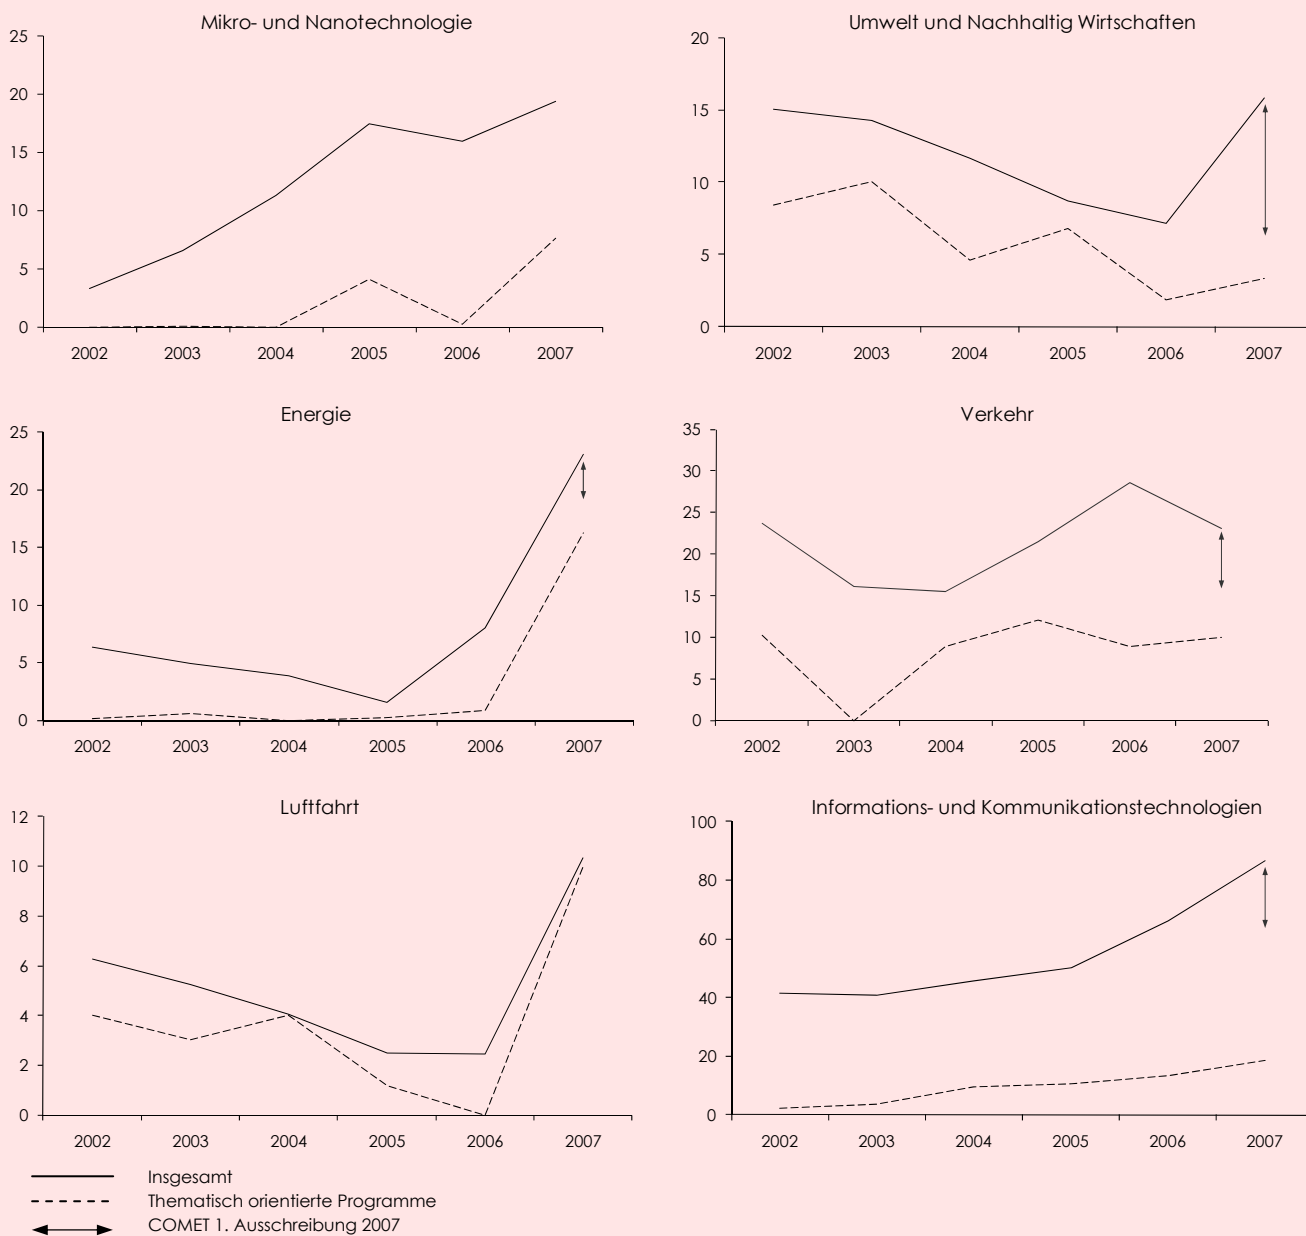 Mikro- und Nanotechnologie
25
20
15
10
5
0
2002 2003 2004 2005 2006 2007
Umwelt und Nachhaltig Wirtschaften
20
15
10
5
0
2002 2003 2004 2005 2006 2007
Energie
25
20
15
10
5
0
2002 2003 2004 2005 2006 2007
Verkehr
35
30
25
20
15
10
5
0
2002 2003 2004 2005 2006 2007
Luftfahrt
12
10
8
6
4
2
0
2002 2003 2004 2005 2006 2007
Informations- und Kommunikationstechnologien
100
80
60
40
20
0
2002 2003 2004 2005 2006 2007
Insgesamt
Thematisch orientierte Programme
COMET 1. Ausschreibung 2007